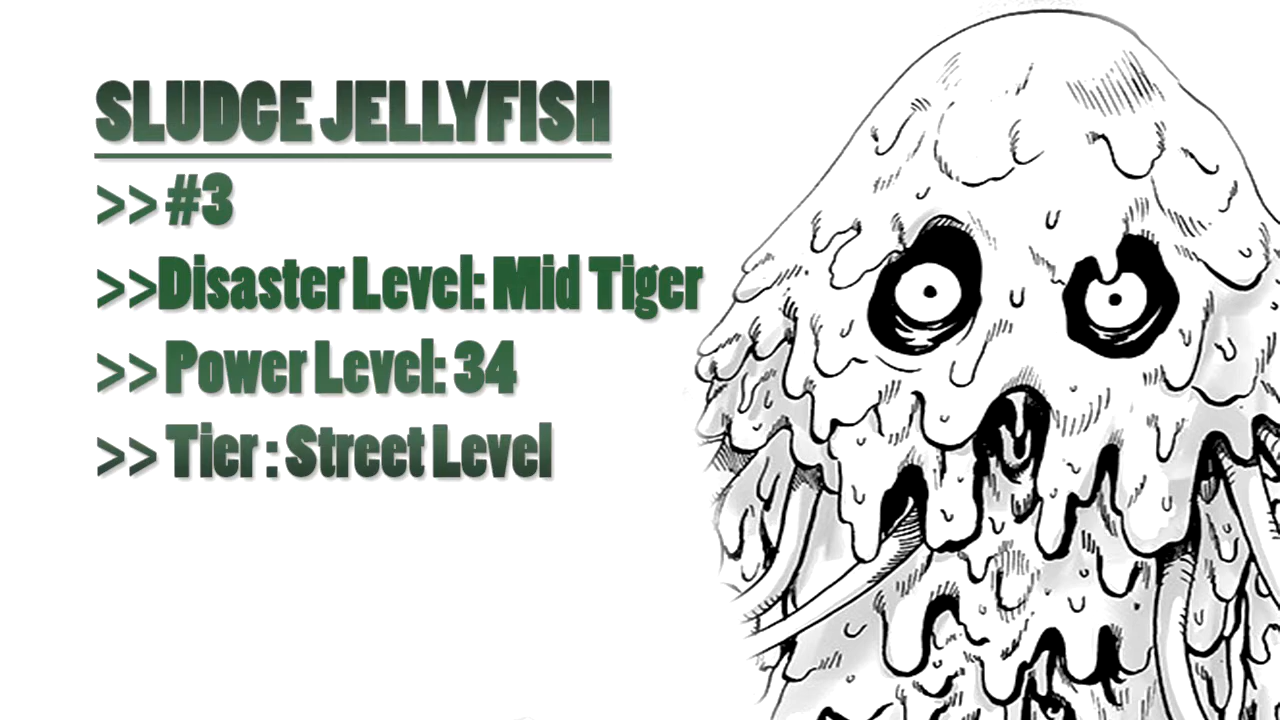 SLUDGE JELLYFISH
>> #3
>>Disaster Level: Mid Tiger
>> Power Level: 34
>> Tier : Street Level